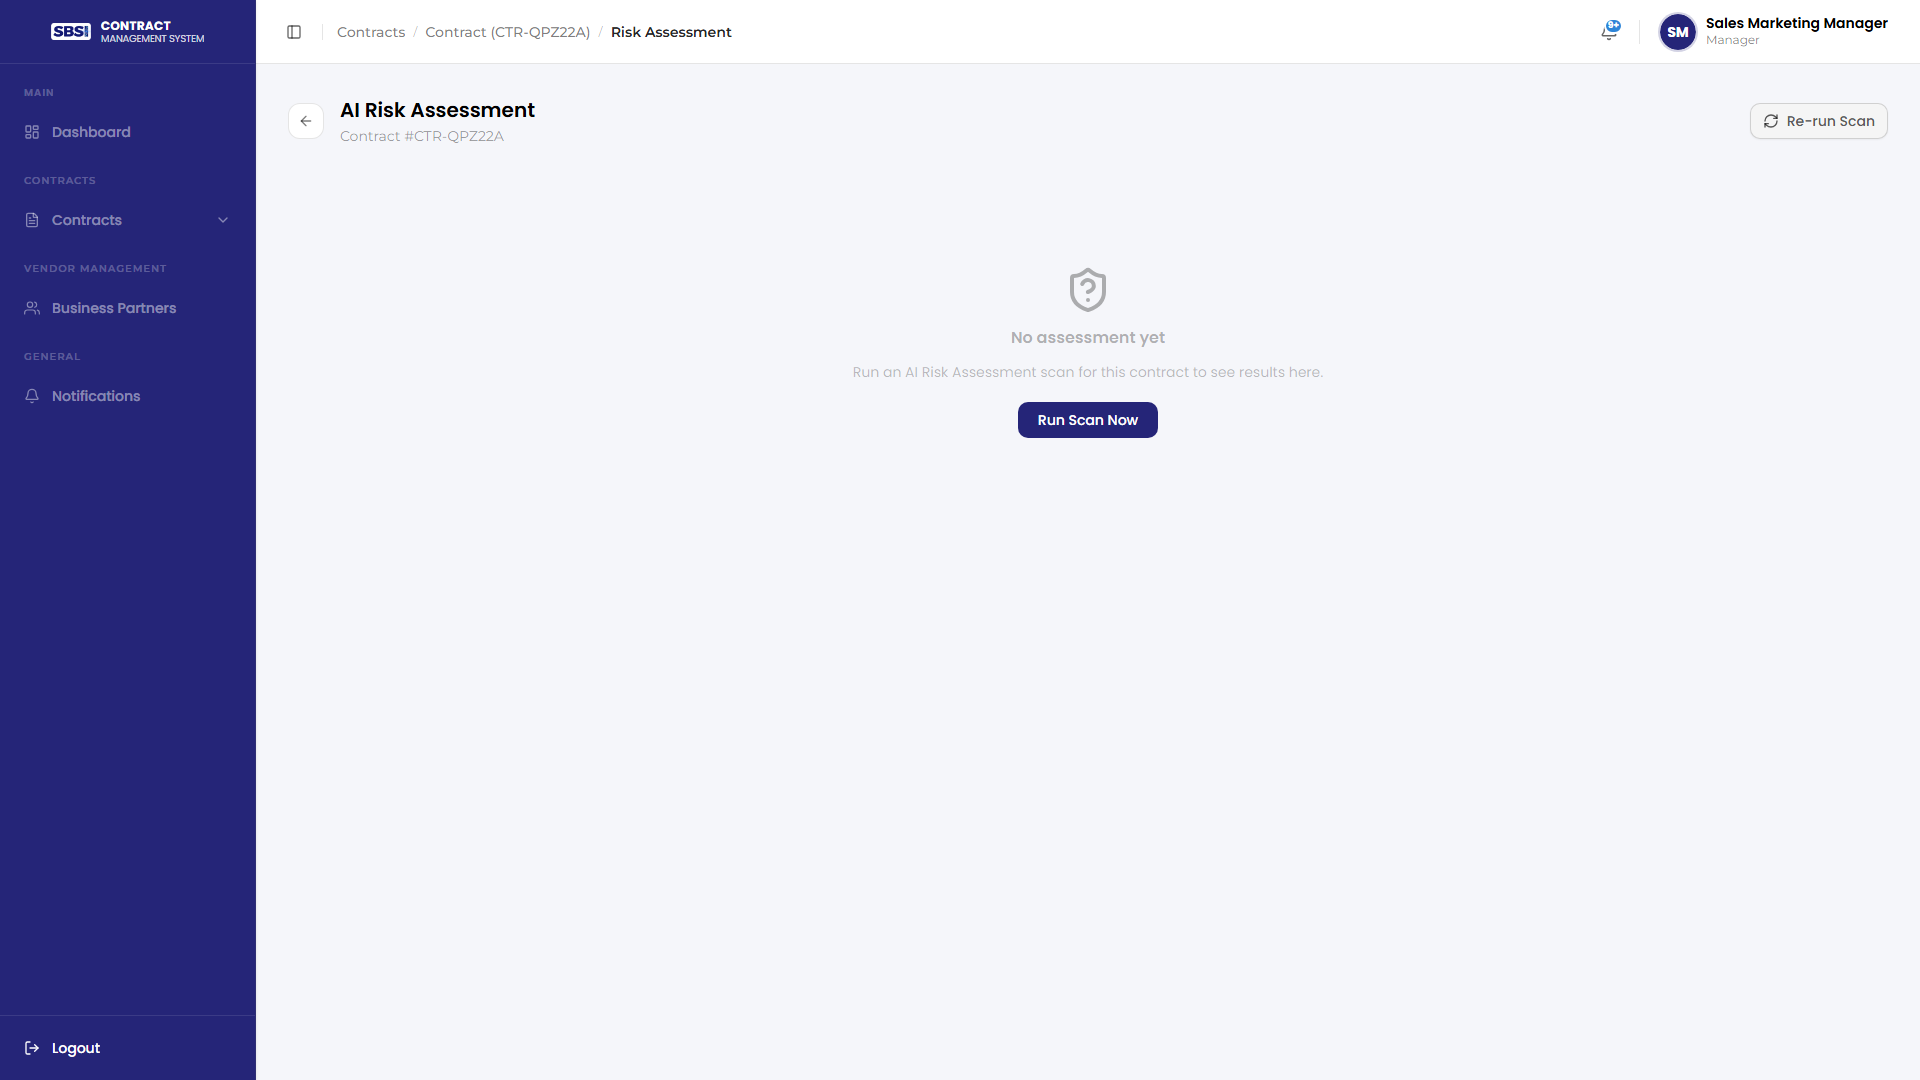 SBSI CONTRACT
MANAGEMENT SYSTEM
MAIN
Dashboard
CONTRACTS
Contracts
VENDOR MANAGEMENT
Business Partners
GENERAL
Notifications
Logout
Contracts / Contract (CTR-QPZ22A) / Risk Assessment
9+
SM
Sales Marketing Manager
Manager
AI Risk Assessment
Contract #CTR-QPZ22A
Re-run Scan
No assessment yet
Run an AI Risk Assessment scan for this contract to see results here.
Run Scan Now